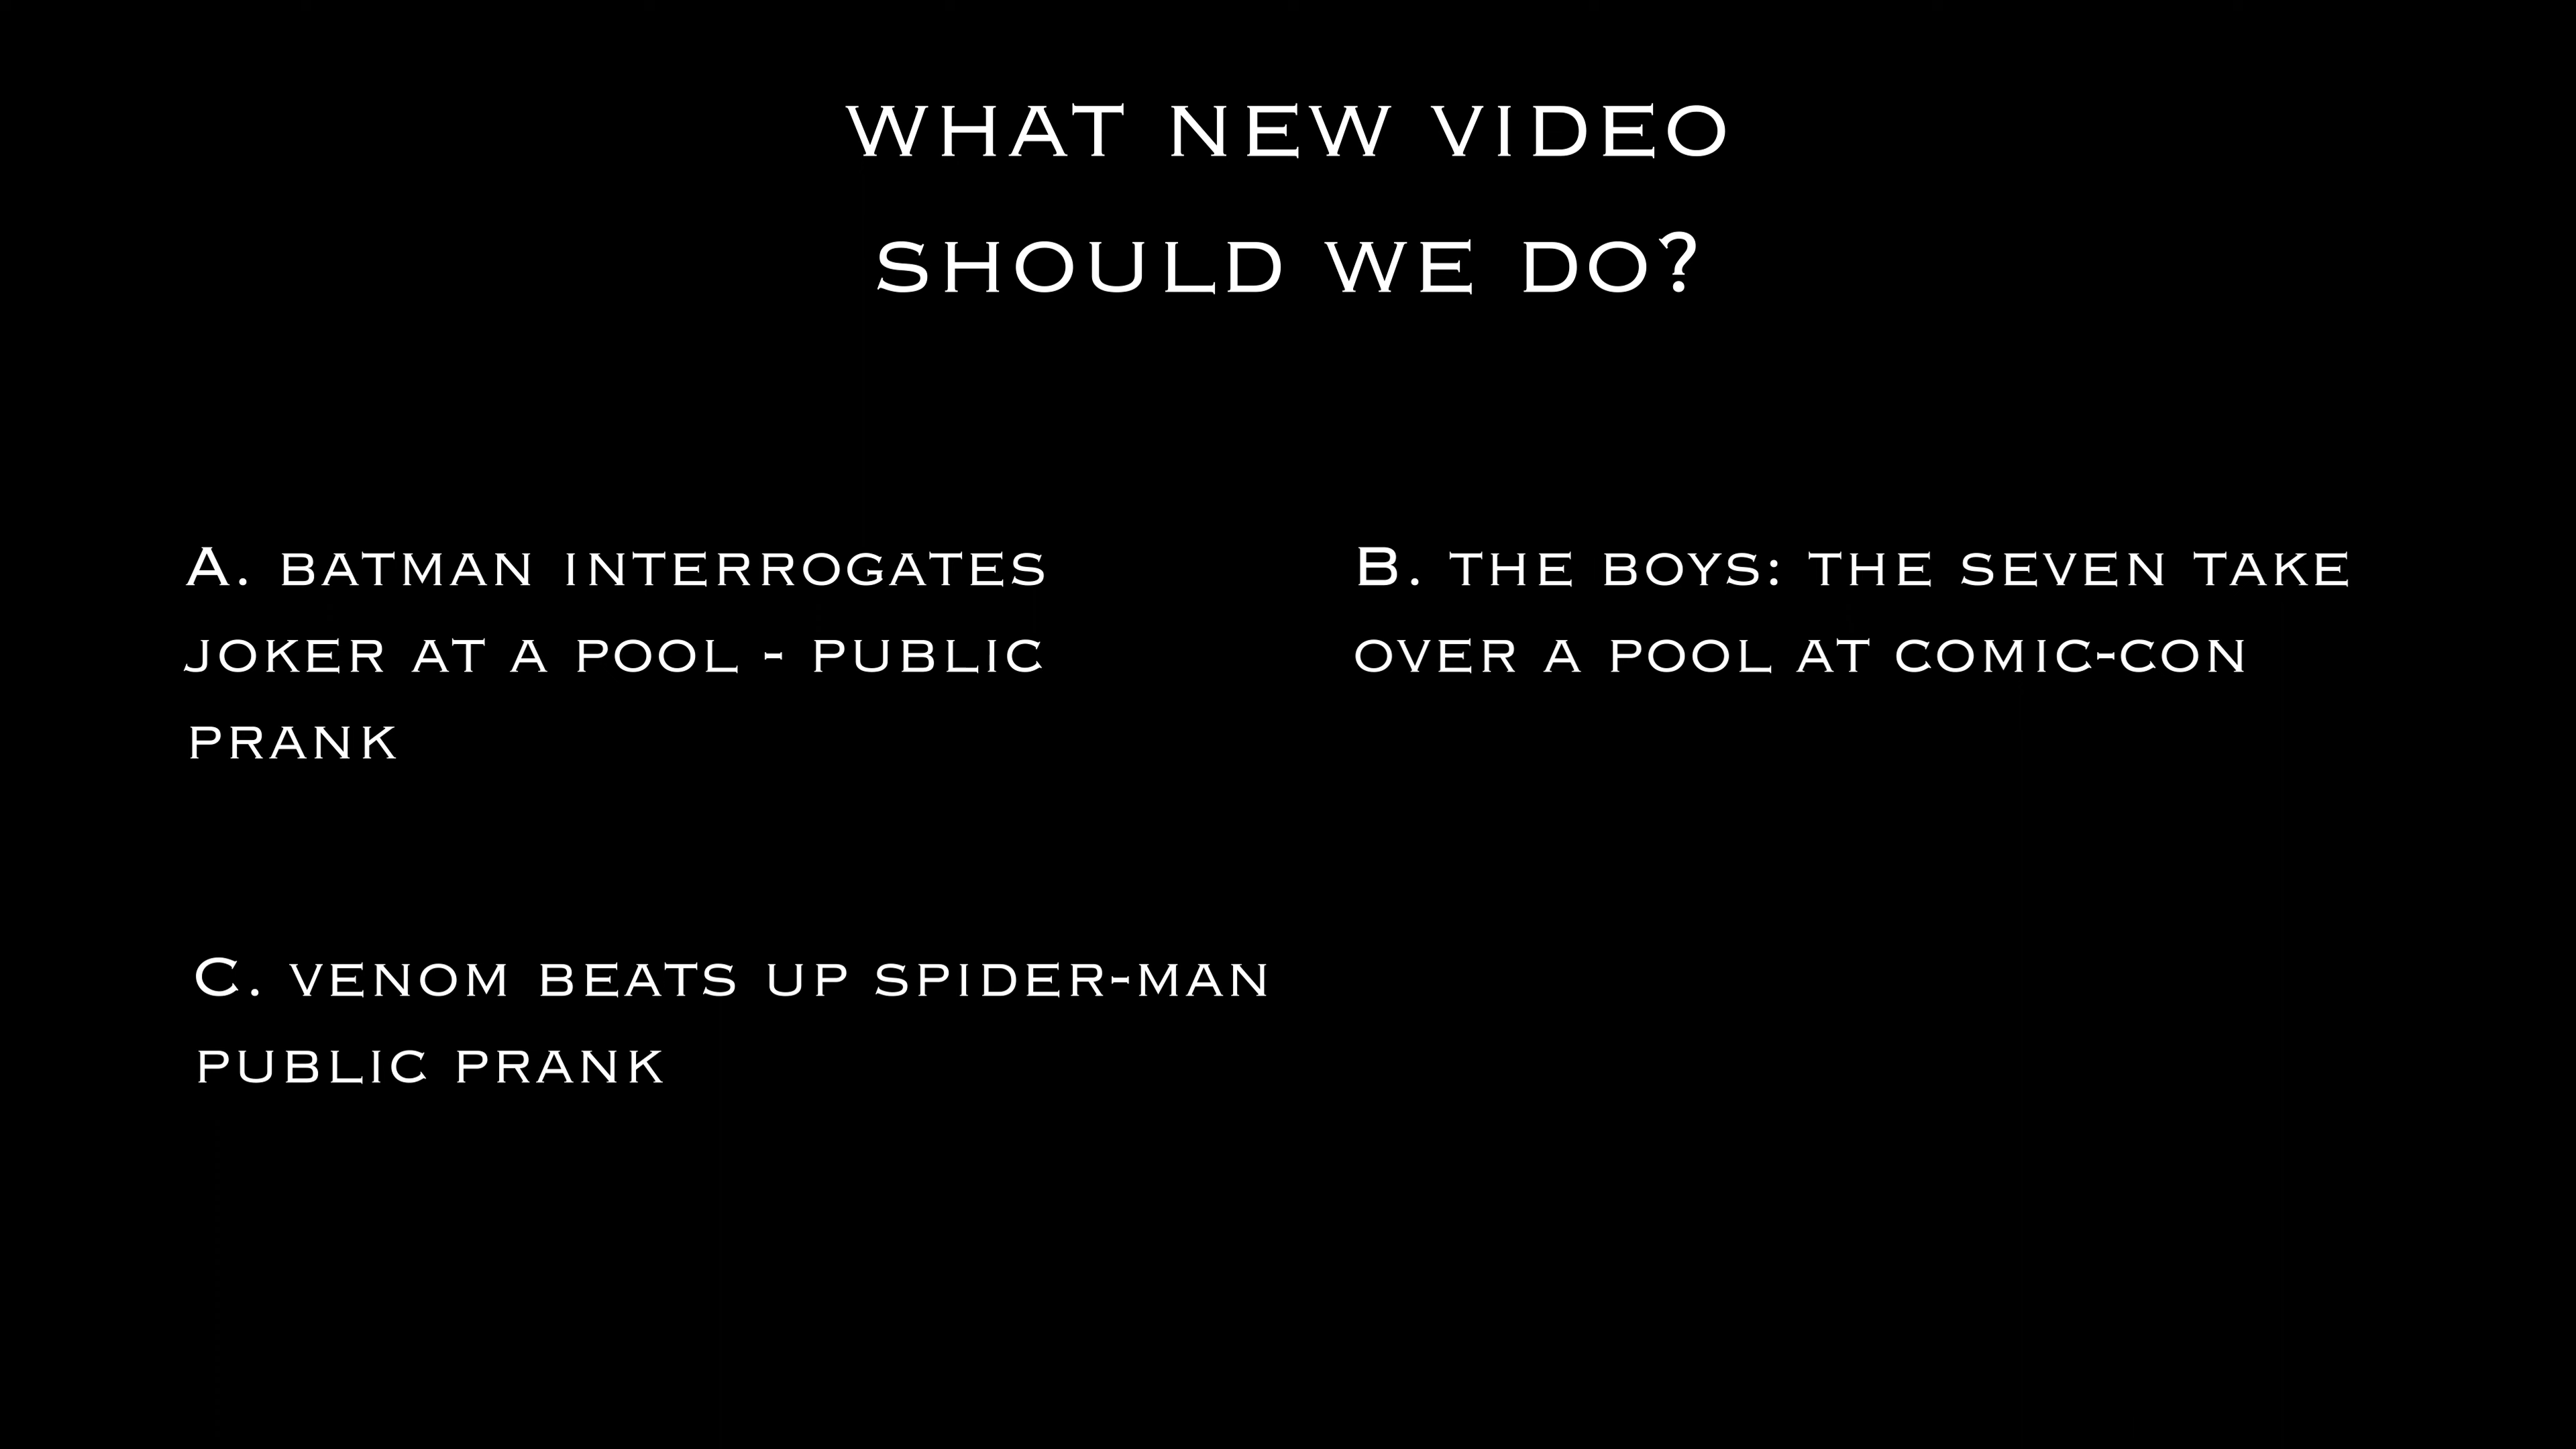 WHAT NEW VIDEO
SHOULD WE DO?
A. BATMAN INTERROGATES
JOKER AT A POOL - PUBLIC
PRANK
B. THE BOYS: THE SEVEN TAKE
OVER A POOL AT COMIC-CON
C. VENOM BEATS UP SPIDER-MAN
PUBLIC PRANK